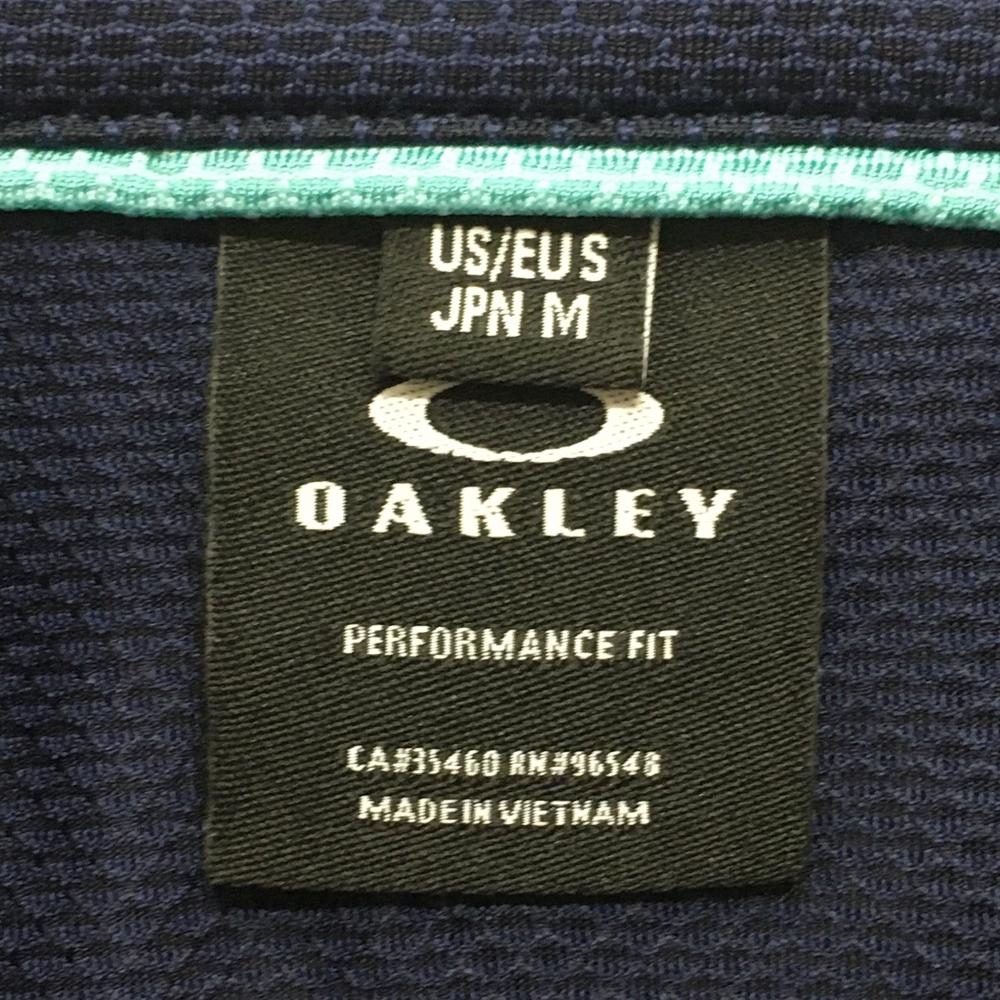 US/EU S
JPN M
OAKLEY
PERFORMANCE FIT
CA#35460 RN#96548
MADE IN VIETNAM